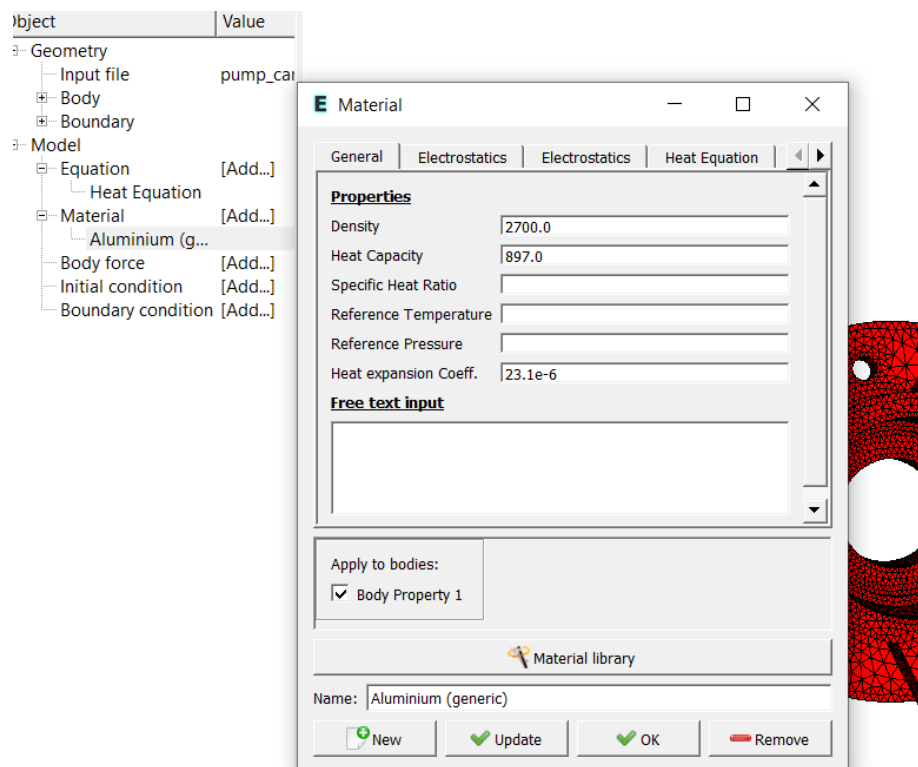 Object Value
Geometry
Input file pump_car
Body
Boundary
Model
Equation [Add...]
Heat Equation
Material [Add...]
Aluminium (g...
Body force [Add...]
Initial condition [Add...]
Boundary condition [Add...]
E Material
General Electrostatics Electrostatics Heat Equation
Properties
Density 2700.0
Heat Capacity 897.0
Specific Heat Ratio
Reference Temperature
Reference Pressure
Heat expansion Coeff. 23.1e-6
Free text input
Apply to bodies:
Body Property 1
Material library
Name: Aluminium (generic)
New Update OK Remove